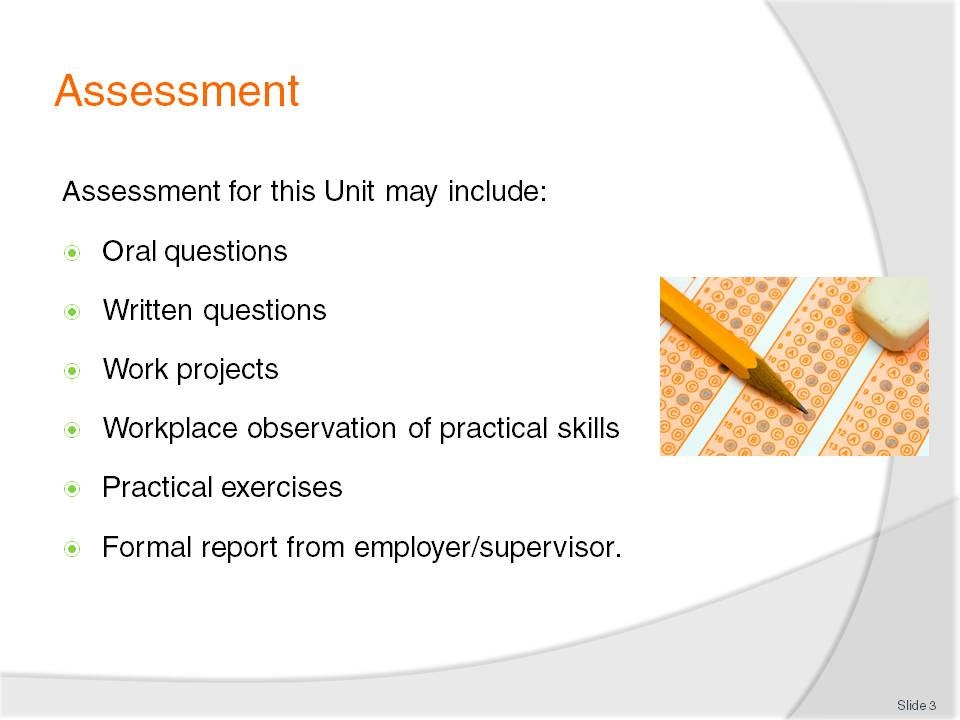 Assessment
Assessment for this Unit may include:
Oral questions
Written questions
Work projects
Workplace observation of practical skills
Practical exercises
Formal report from employer/supervisor.
Slide 3